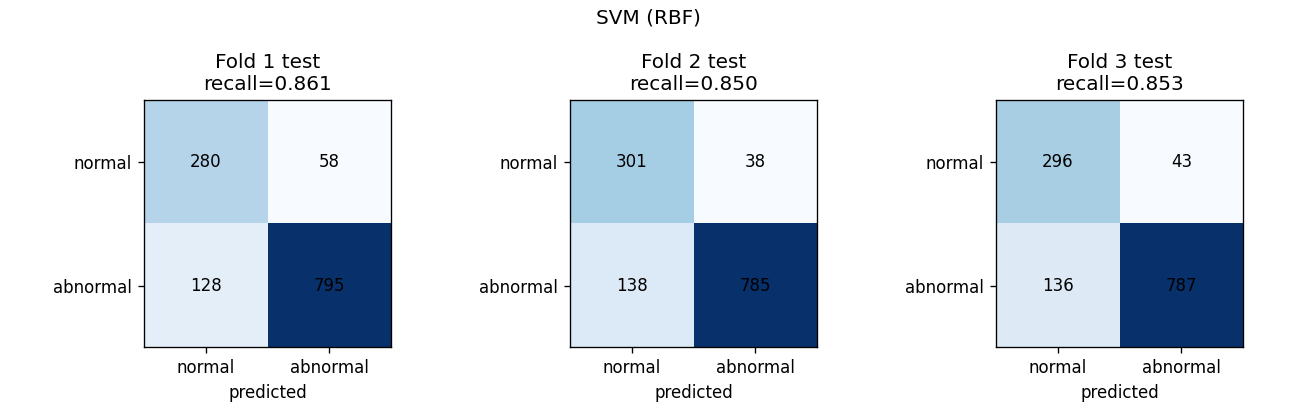 SVM (RBF)
Fold 1 test
recall=0.861
normal
280
58
abnormal
128
795
normal
abnormal
predicted
Fold 2 test
recall=0.850
normal
301
38
abnormal
138
785
normal
abnormal
predicted
Fold 3 test
recall=0.853
normal
296
43
abnormal
136
787
normal
abnormal
predicted